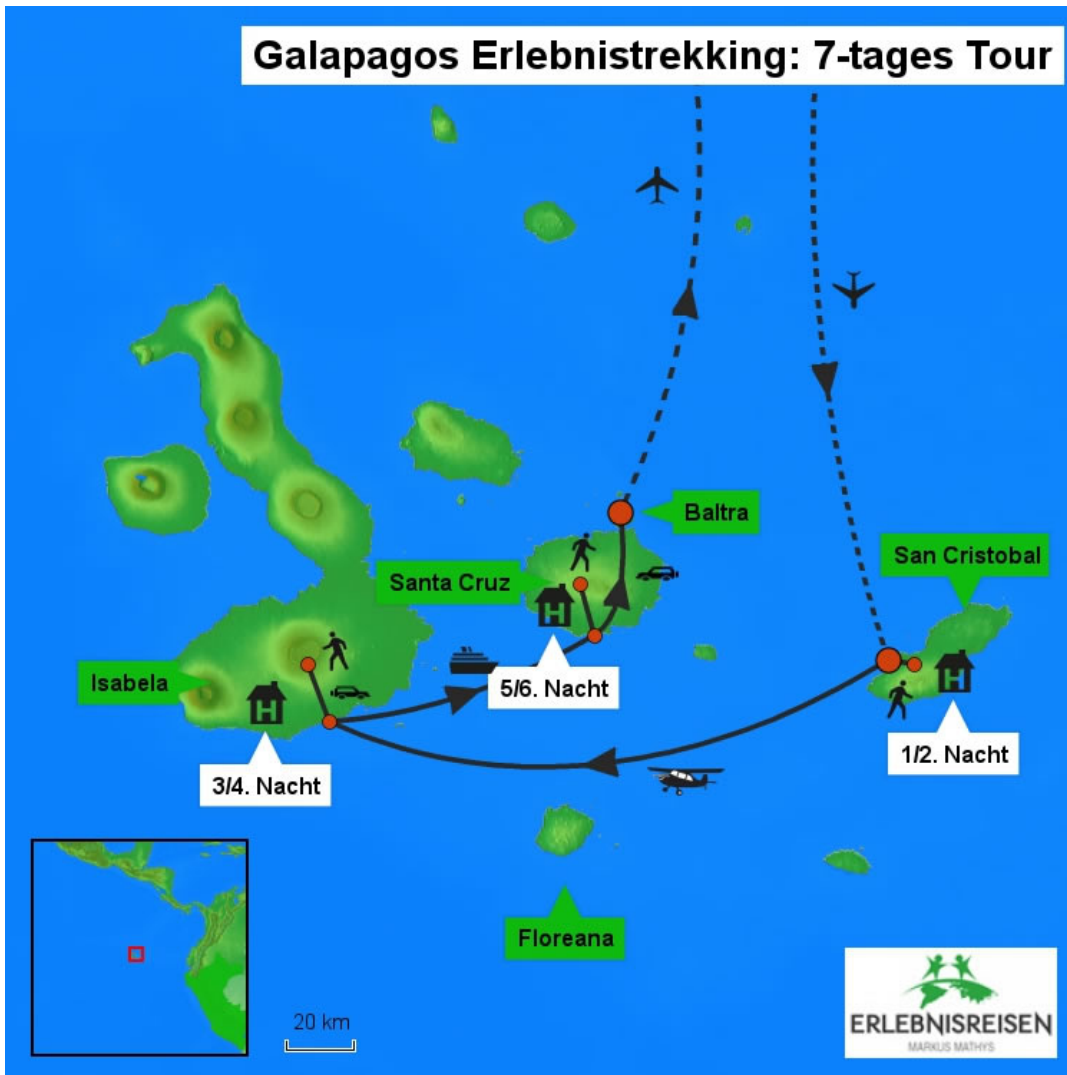 Galapagos Erlebnistrekking: 7-tages Tour
Baltra
San Cristobal
Santa Cruz
Isabela
5/6. Nacht
1/2. Nacht
3/4. Nacht
Floreana
20 km
ERLEBNISREISEN
MARKUS MATHYS
H
H
H